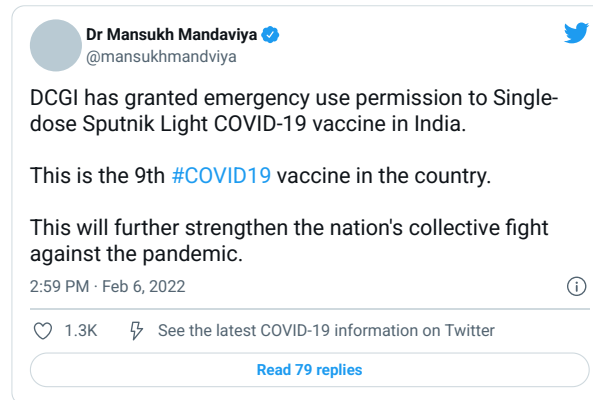 Dr Mansukh Mandaviya
@mansukhmandviya
DCGI has granted emergency use permission to Single-
dose Sputnik Light COVID-19 vaccine in India.
This is the 9th #COVID19 vaccine in the country.
This will further strengthen the nation's collective fight
against the pandemic.
2:59 PM · Feb 6, 2022
1.3K See the latest COVID-19 information on Twitter
Read 79 replies